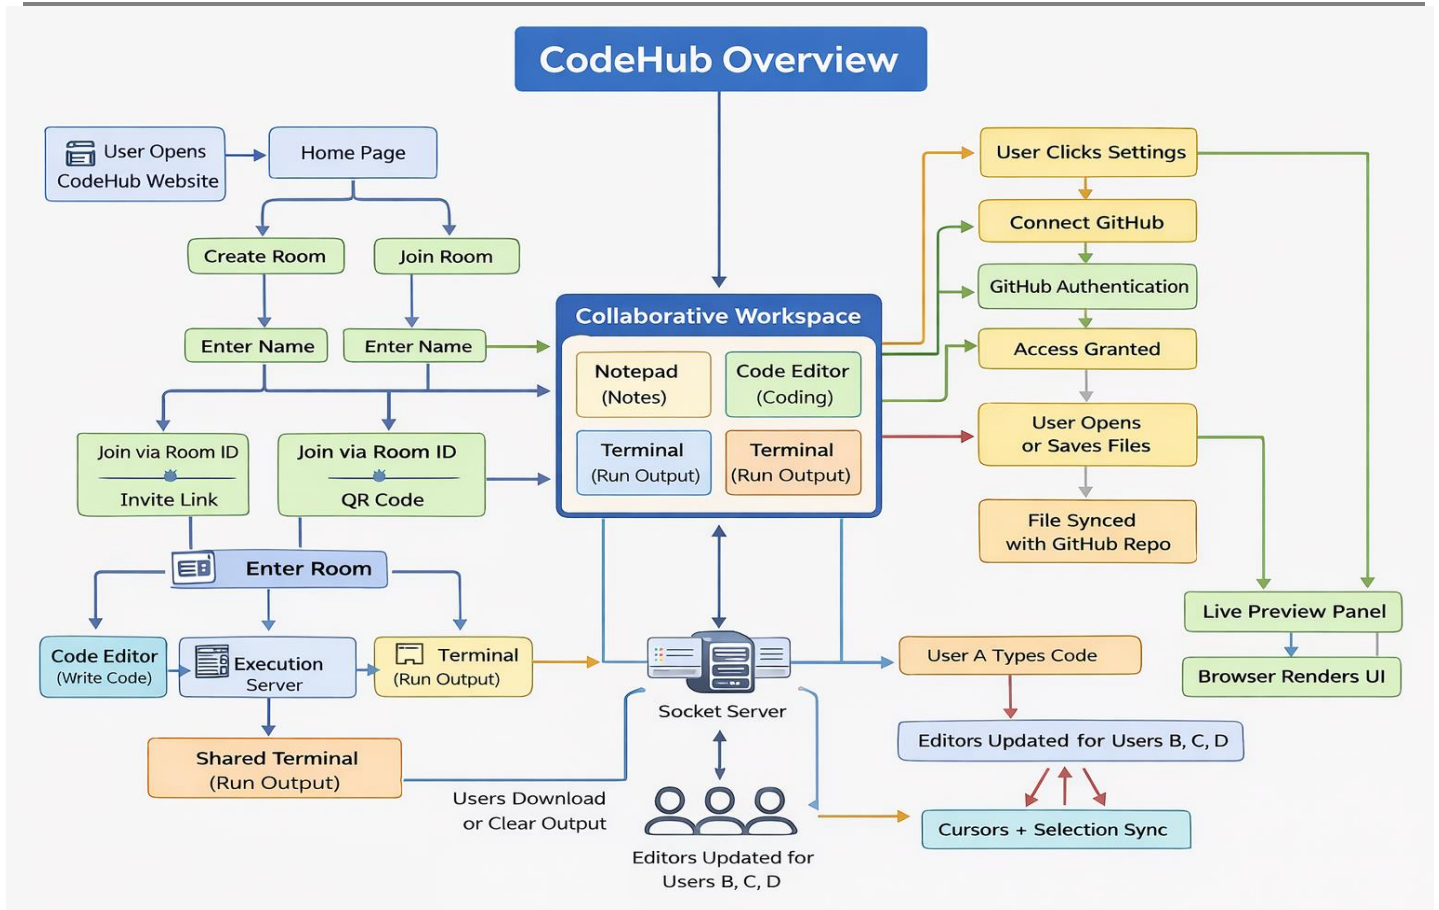 CodeHub Overview
User Opens
CodeHub Website
Home Page
Create Room
Join Room
Enter Name
Enter Name
Join via Room ID
Invite Link
Join via Room ID
QR Code
Enter Room
Code Editor
(Write Code)
Execution
Server
Terminal
(Run Output)
Shared Terminal
(Run Output)
Users Download
or Clear Output
Collaborative Workspace
Notepad
(Notes)
Code Editor
(Coding)
Terminal
(Run Output)
Terminal
(Run Output)
Socket Server
Editors Updated for
Users B, C, D
User Clicks Settings
Connect GitHub
GitHub Authentication
Access Granted
User Opens
or Saves Files
File Synced
with GitHub Repo
Live Preview Panel
Browser Renders UI
User A Types Code
Editors Updated for Users B, C, D
Cursors + Selection Sync